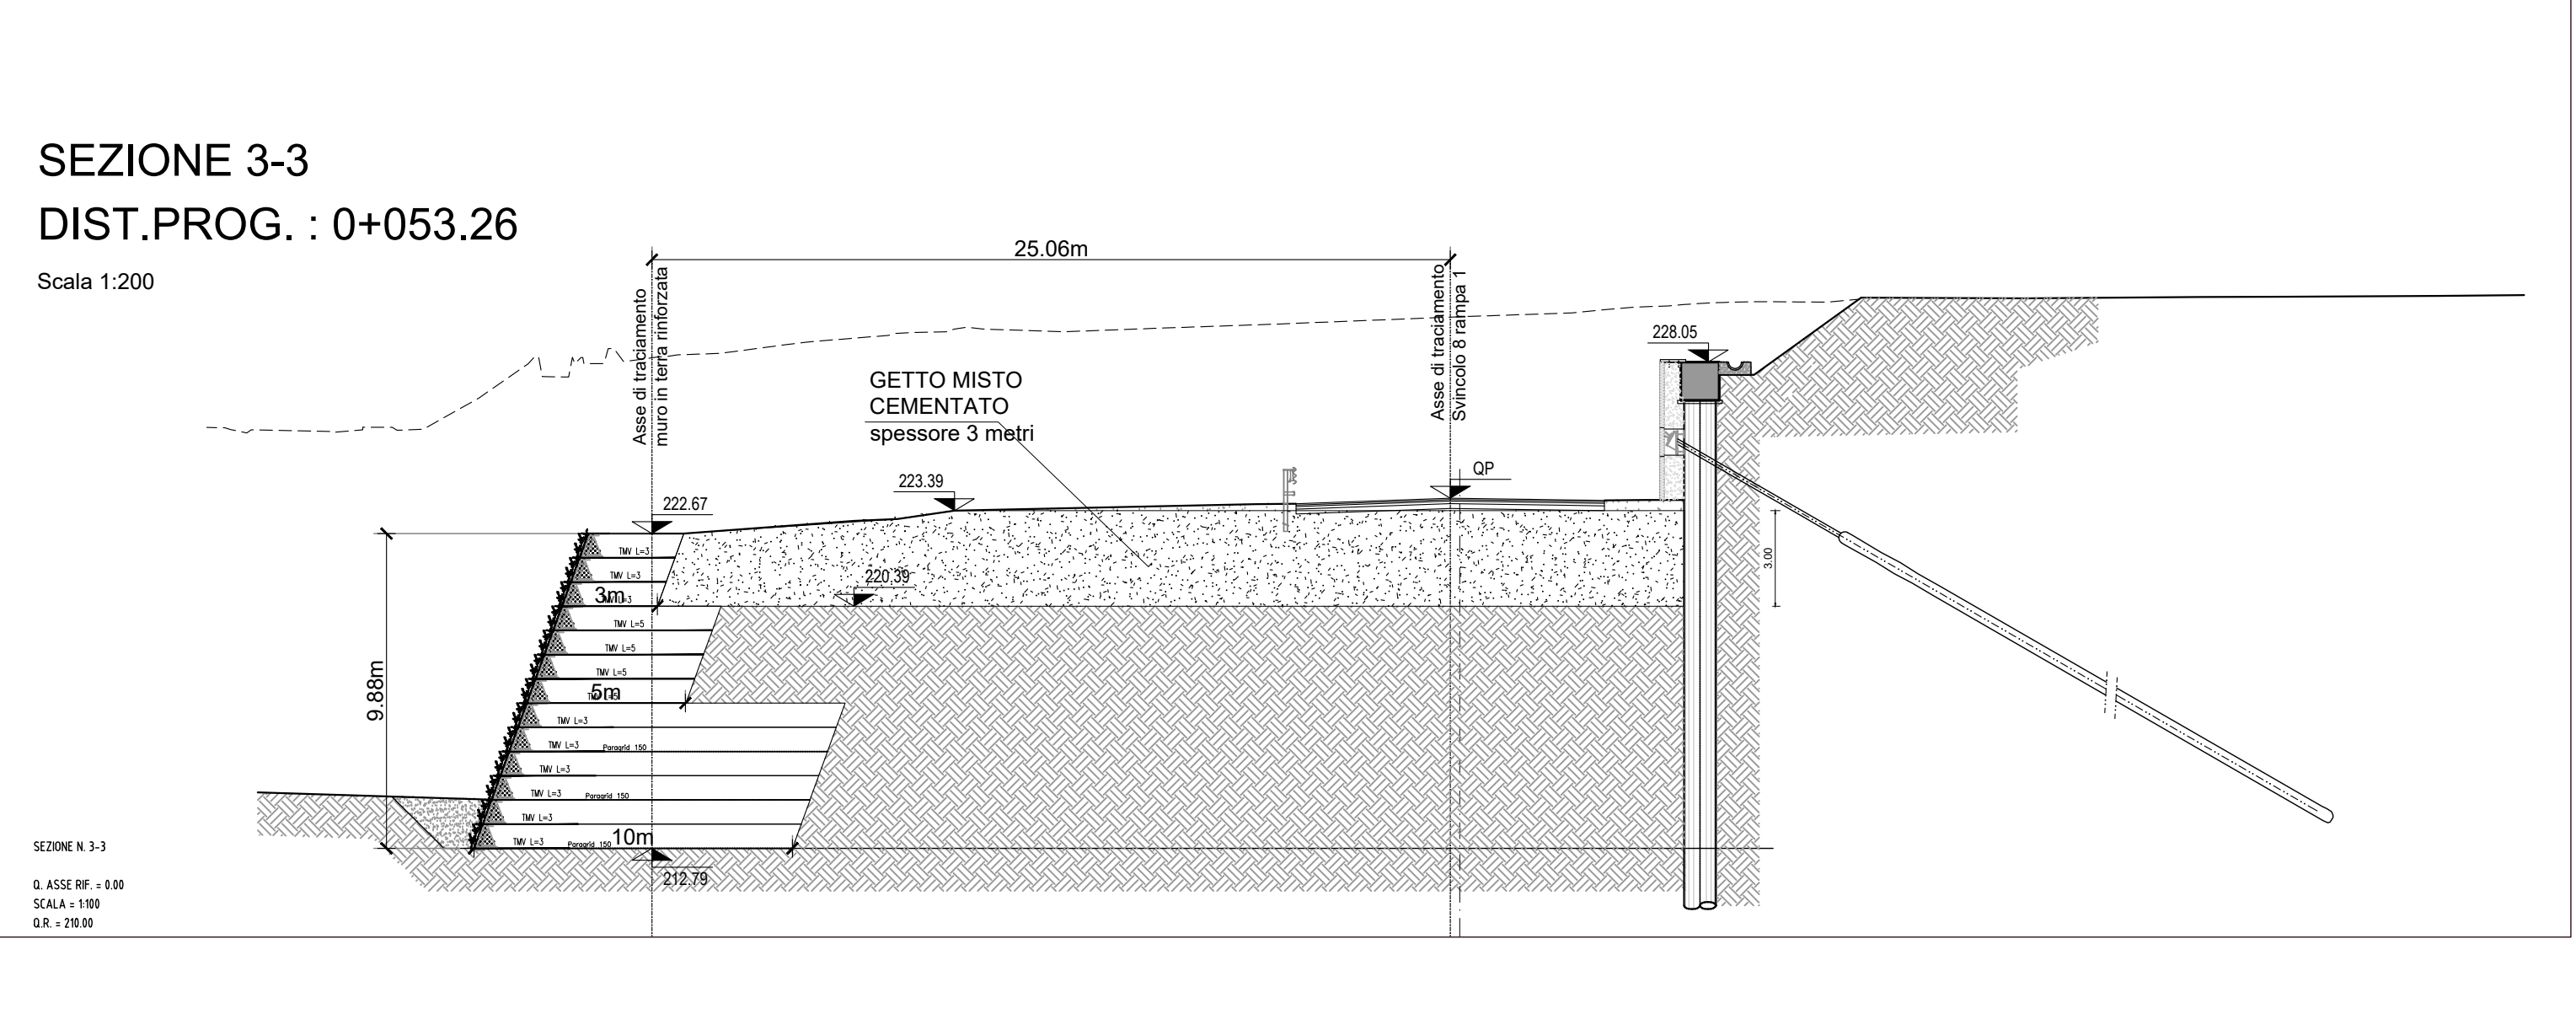 SEZIONE 3-3
DIST.PROG. : 0+053.26
Scala 1:200
25.06m
Asse di traciamento
muro in terra rinforzata
Asse di traciamento
Svincolo 8 rampa 1
228.05
GETTO MISTO
CEMENTATO
spessore 3 metri
QP
223.39
222.67
220.39
3.00
9.88m
TMV L=3
TMV L=3
TMV L=3
3m
TMV L=5
TMV L=5
TMV L=5
5m
TMV L=3
TMV L=3
Paragrid 150
TMV L=3
TMV L=3
Paragrid 150
TMV L=3
TMV L=3
Paragrid 150
10m
212.79
SEZIONE N. 3-3
Q. ASSE RIF. = 0.00
SCALA = 1:100
Q.R. = 210.00